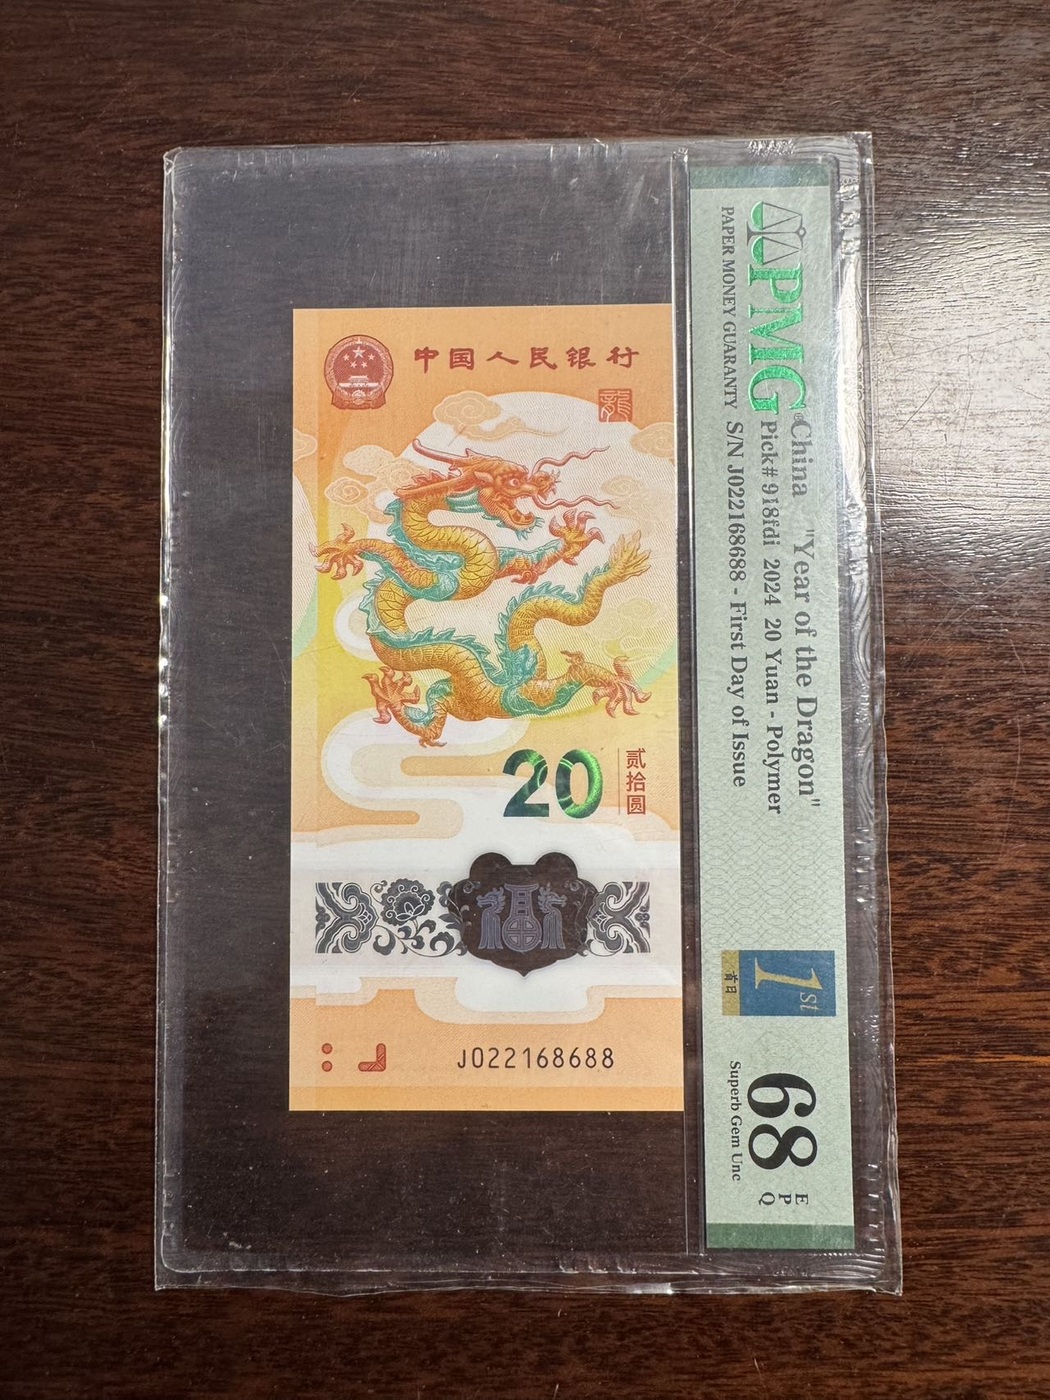 中国人民银行
龍
20
贰拾圆
J022168688
PMG
PAPER MONEY GUARANTY
China "Year of the Dragon"
Pick# 918fdi 2024 20 Yuan - Polymer
S/N J022168688 - First Day of Issue
1st
首日
68
EPQ
Superb Gem Unc